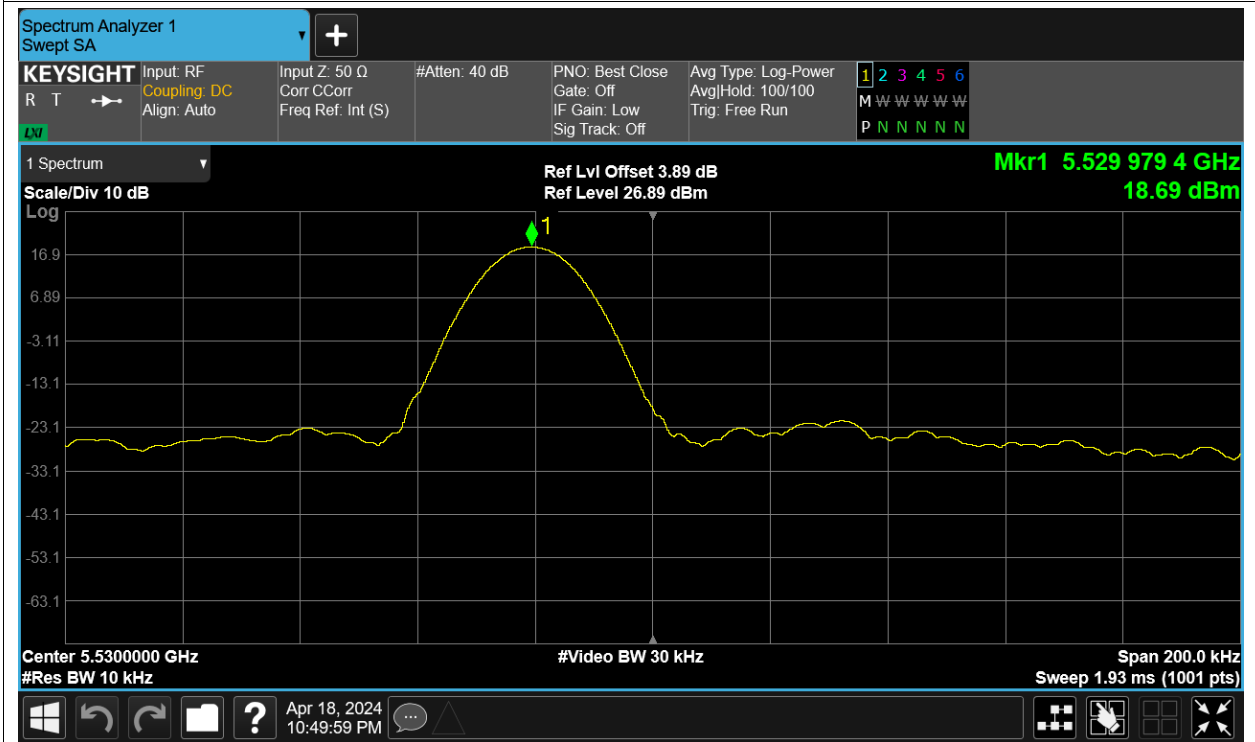 Spectrum Analyzer 1
Swept SA
KEYSIGHT
R T
LXI
Input: RF
Coupling: DC
Align: Auto
Input Z: 50 Ω
Corr CCorr
Freq Ref: Int (S)
#Atten: 40 dB
PNO: Best Close
Gate: Off
IF Gain: Low
Sig Track: Off
Avg Type: Log-Power
Avg|Hold: 100/100
Trig: Free Run
1 2 3 4 5 6
M W W W W W
P N N N N N
1 Spectrum
Scale/Div 10 dB
Log
Ref Lvl Offset 3.89 dB
Ref Level 26.89 dBm
Mkr1 5.529 979 4 GHz
18.69 dBm
1
16.9
6.89
-3.11
-13.1
-23.1
-33.1
-43.1
-53.1
-63.1
Center 5.5300000 GHz
#Res BW 10 kHz
#Video BW 30 kHz
Span 200.0 kHz
Sweep 1.93 ms (1001 pts)
?
Apr 18, 2024
10:49:59 PM